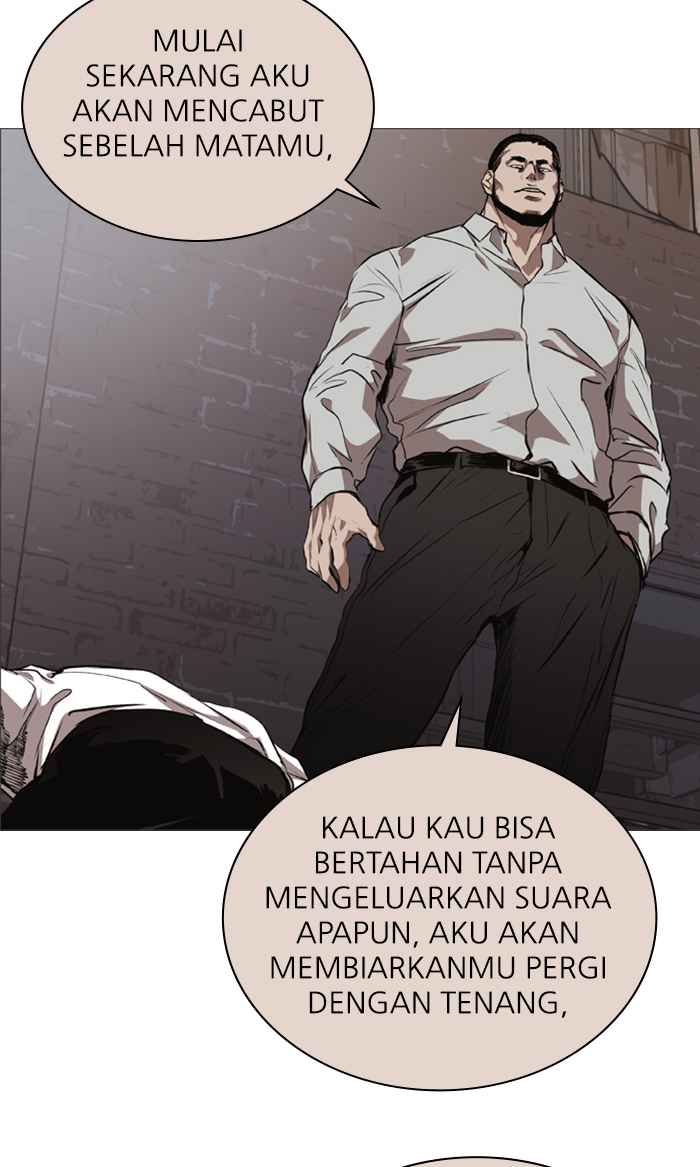 MULAI
SEKARANG AKU
AKAN MENCABUT
SEBELAH MATAMU,
KALAU KAU BISA
BERTAHAN TANPA
MENGELUARKAN SUARA
APAPUN, AKU AKAN
MEMBIARKANMU PERGI
DENGAN TENANG,